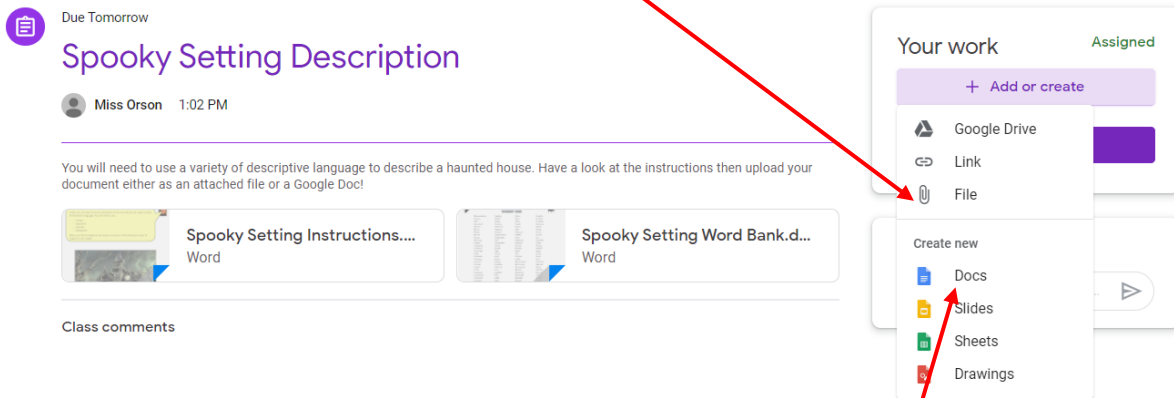 Due Tomorrow
Spooky Setting Description
Miss Orson 1:02 PM
You will need to use a variety of descriptive language to describe a haunted house. Have a look at the instructions then upload your
document either as an attached file or a Google Doc!
Spooky Setting Instructions....
Word
Spooky Setting Word Bank.d...
Word
Class comments
Your work
Assigned
+ Add or create
Google Drive
Link
File
Create new
Docs
Slides
Sheets
Drawings